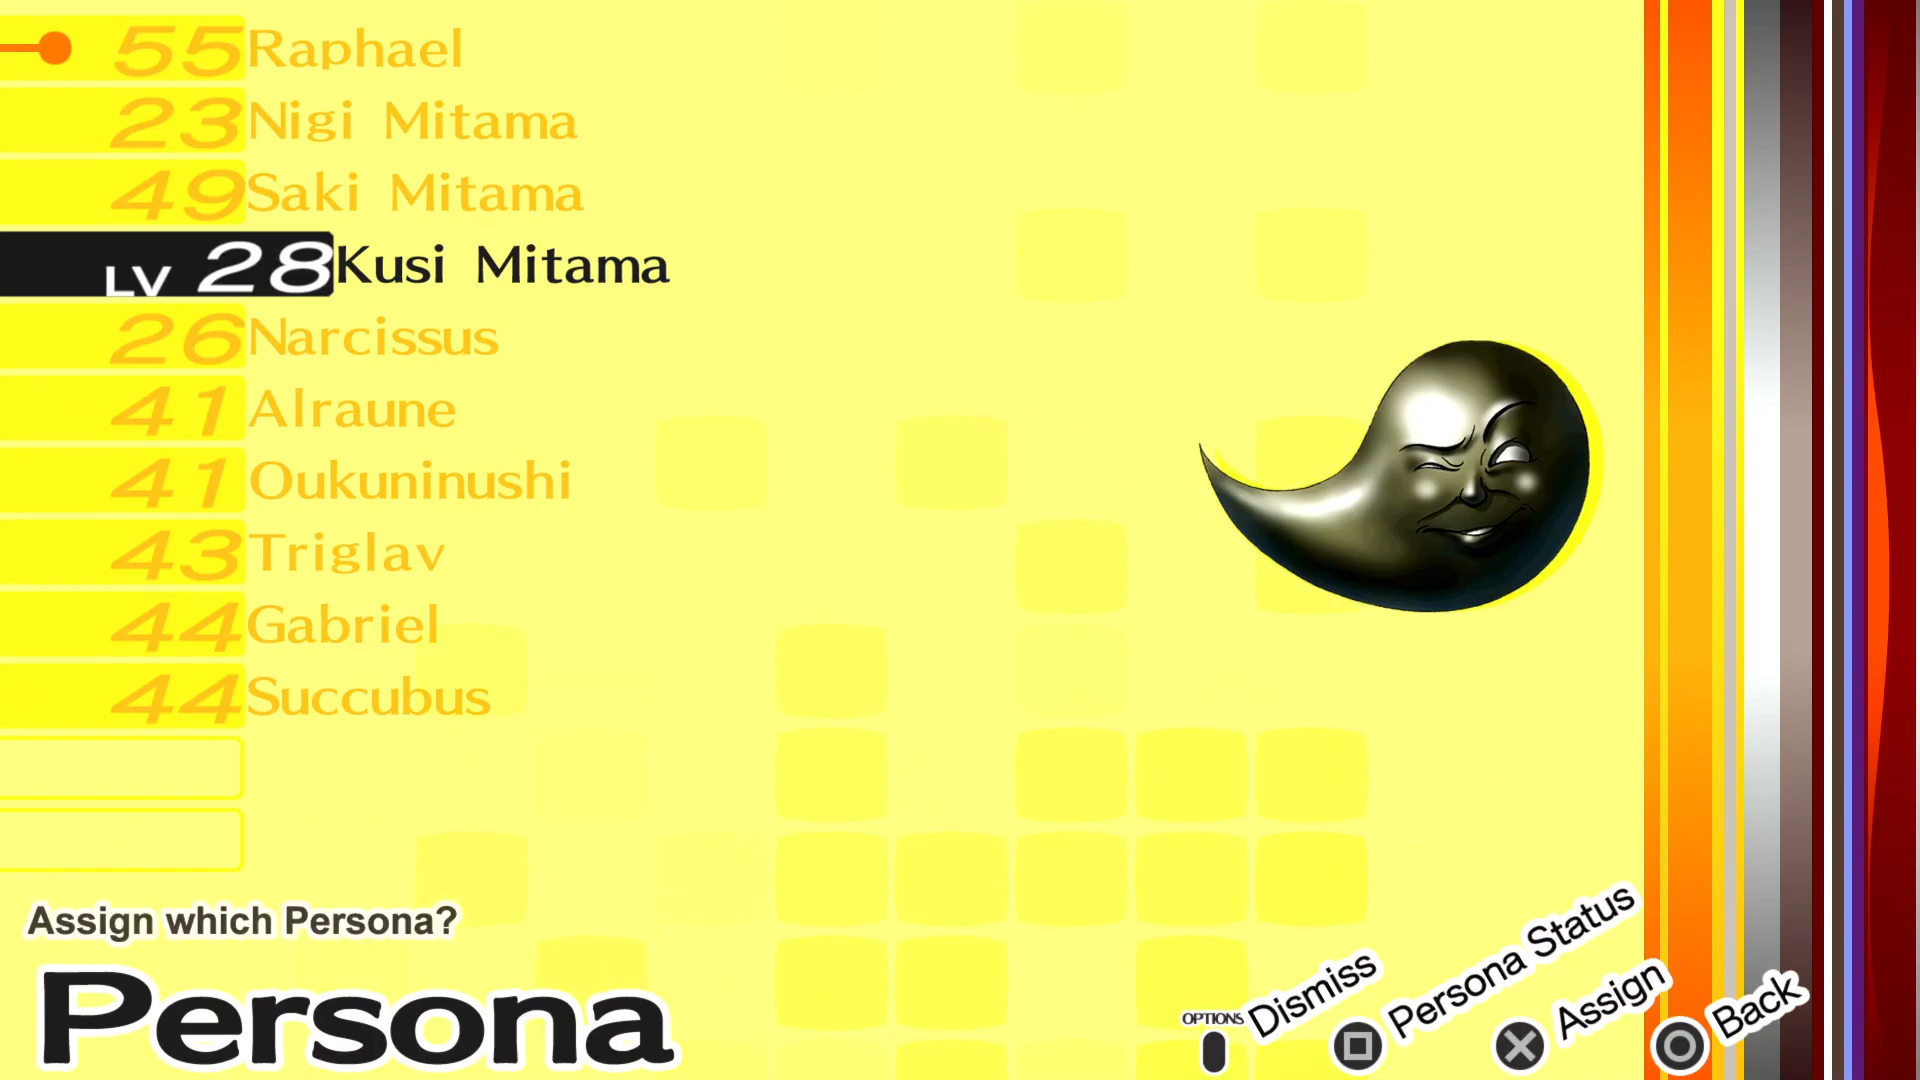 55 Raphael
23 Nigi Mitama
49 Saki Mitama
LV 28 Kusi Mitama
26 Narcissus
41 Alraune
41 Oukuninushi
43 Triglav
44 Gabriel
44 Succubus
Assign which Persona?
Persona
OPTIONS Dismiss
Persona Status
Assign
Back